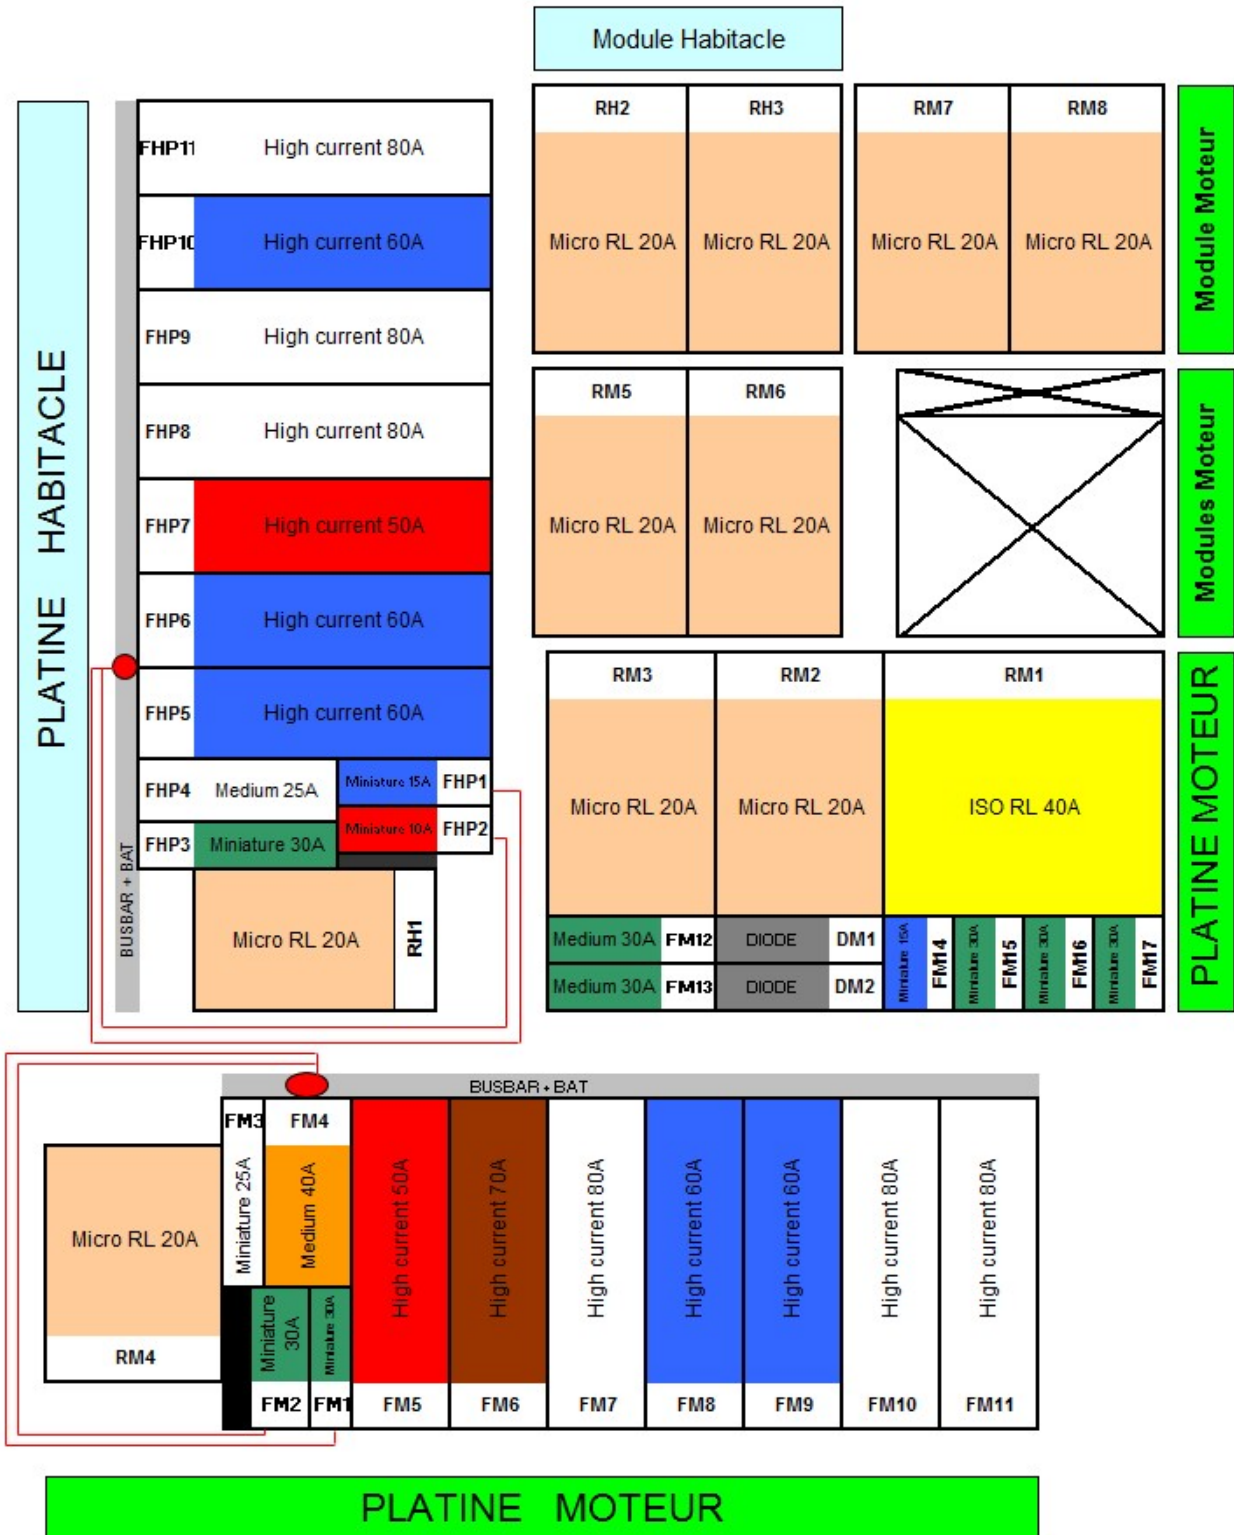 Module Habitacle
RH2
RH3
RM7
RM8
Micro RL 20A
Micro RL 20A
Micro RL 20A
Micro RL 20A
Module Moteur
PLATINE HABITACLE
BUSBAR + BAT
FHP11
High current 80A
FHP10
High current 60A
FHP9
High current 80A
FHP8
High current 80A
FHP7
High current 50A
FHP6
High current 60A
FHP5
High current 60A
FHP4
Medium 25A
Miniature 15A
FHP1
Miniature 10A
FHP2
FHP3
Miniature 30A
Micro RL 20A
RH1
RM5
RM6
Micro RL 20A
Micro RL 20A
Modules Moteur
RM3
RM2
RM1
Micro RL 20A
Micro RL 20A
ISO RL 40A
Medium 30A
FM12
DIODE
DM1
Medium 30A
FM13
DIODE
DM2
Miniature 15A
FM14
Miniature 30A
FM15
Miniature 30A
FM16
Miniature 30A
FM17
PLATINE MOTEUR
BUSBAR + BAT
Micro RL 20A
RM4
FM3
Miniature 25A
FM4
Medium 40A
Miniature
30A
FM2
Miniature 30A
FM1
High current 50A
FM5
High current 70A
FM6
High current 80A
FM7
High current 60A
FM8
High current 60A
FM9
High current 80A
FM10
High current 80A
FM11
PLATINE MOTEUR